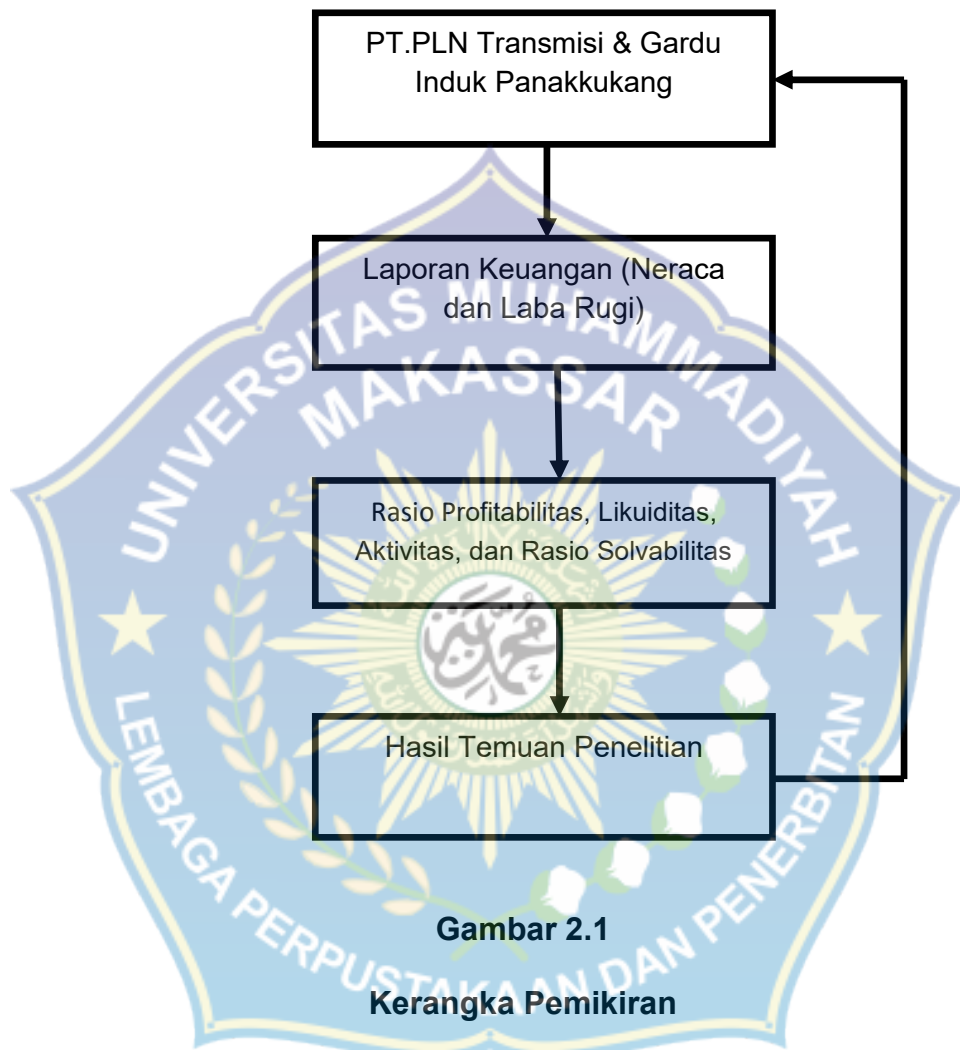 PT.PLN Transmisi & Gardu
Induk Panakkukang
Laporan Keuangan (Neraca
dan Laba Rugi)
UNIVERSITAS MUHAMMADIYAH
MAKASSAR
Rasio Profitabilitas, Likuiditas,
Aktivitas, dan Rasio Solvabilitas
Hasil Temuan Penelitian
LEMBAGA PERPUSTAKAAN DAN PENERBITAN
Gambar 2.1
Kerangka Pemikiran